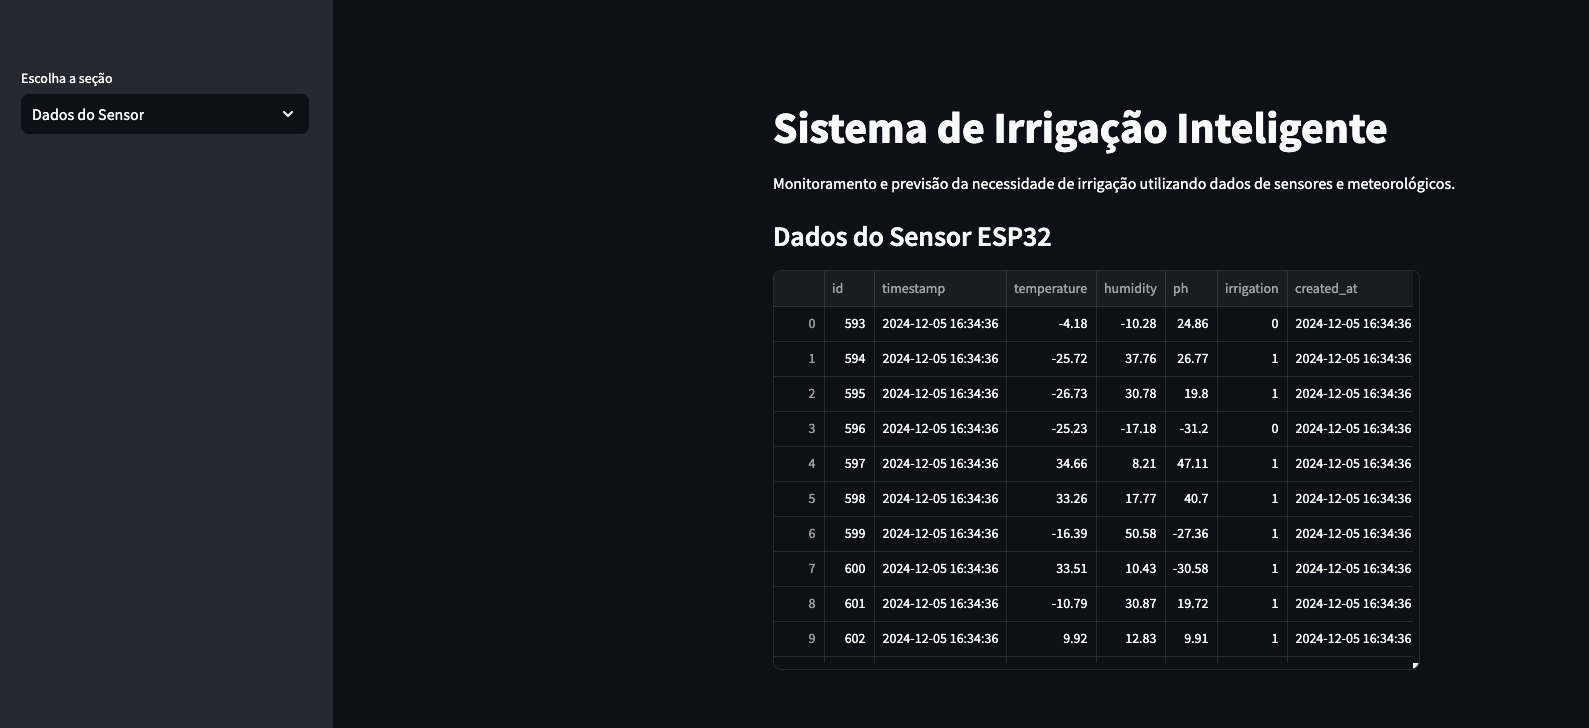 Escolha a seção
Dados do Sensor
Sistema de Irrigação Inteligente
Monitoramento e previsão da necessidade de irrigação utilizando dados de sensores e meteorológicos.
Dados do Sensor ESP32
id timestamp temperature humidity ph irrigation created_at
0 593 2024-12-05 16:34:36 -4.18 -10.28 24.86 0 2024-12-05 16:34:36
1 594 2024-12-05 16:34:36 -25.72 37.76 26.77 1 2024-12-05 16:34:36
2 595 2024-12-05 16:34:36 -26.73 30.78 19.8 1 2024-12-05 16:34:36
3 596 2024-12-05 16:34:36 -25.23 -17.18 -31.2 0 2024-12-05 16:34:36
4 597 2024-12-05 16:34:36 34.66 8.21 47.11 1 2024-12-05 16:34:36
5 598 2024-12-05 16:34:36 33.26 17.77 40.7 1 2024-12-05 16:34:36
6 599 2024-12-05 16:34:36 -16.39 50.58 -27.36 1 2024-12-05 16:34:36
7 600 2024-12-05 16:34:36 33.51 10.43 -30.58 1 2024-12-05 16:34:36
8 601 2024-12-05 16:34:36 -10.79 30.87 19.72 1 2024-12-05 16:34:36
9 602 2024-12-05 16:34:36 9.92 12.83 9.91 1 2024-12-05 16:34:36